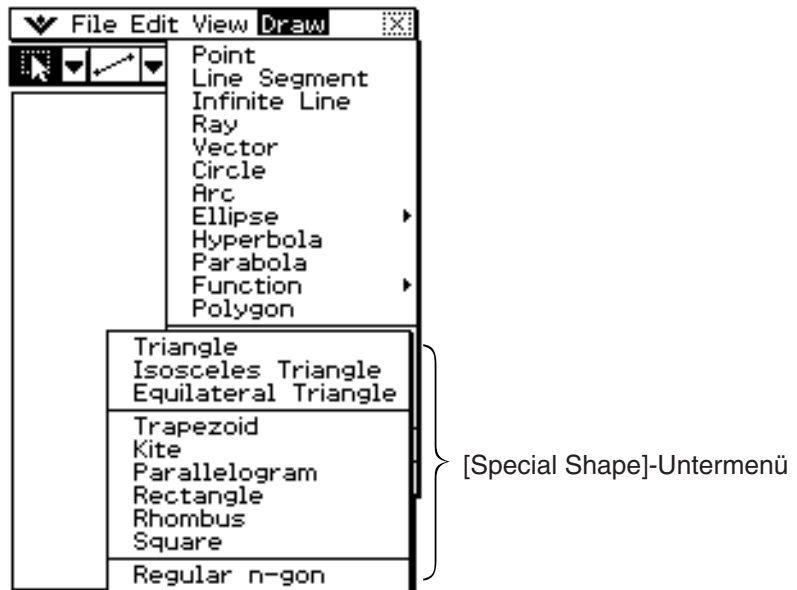 File Edit View Draw
Point
Line Segment
Infinite Line
Ray
Vector
Circle
Arc
Ellipse
Hyperbola
Parabola
Function
Polygon
Triangle
Isosceles Triangle
Equilateral Triangle
Trapezoid
Kite
Parallelogram
Rectangle
Rhombus
Square
Regular n-gon
[Special Shape]-Untermenü